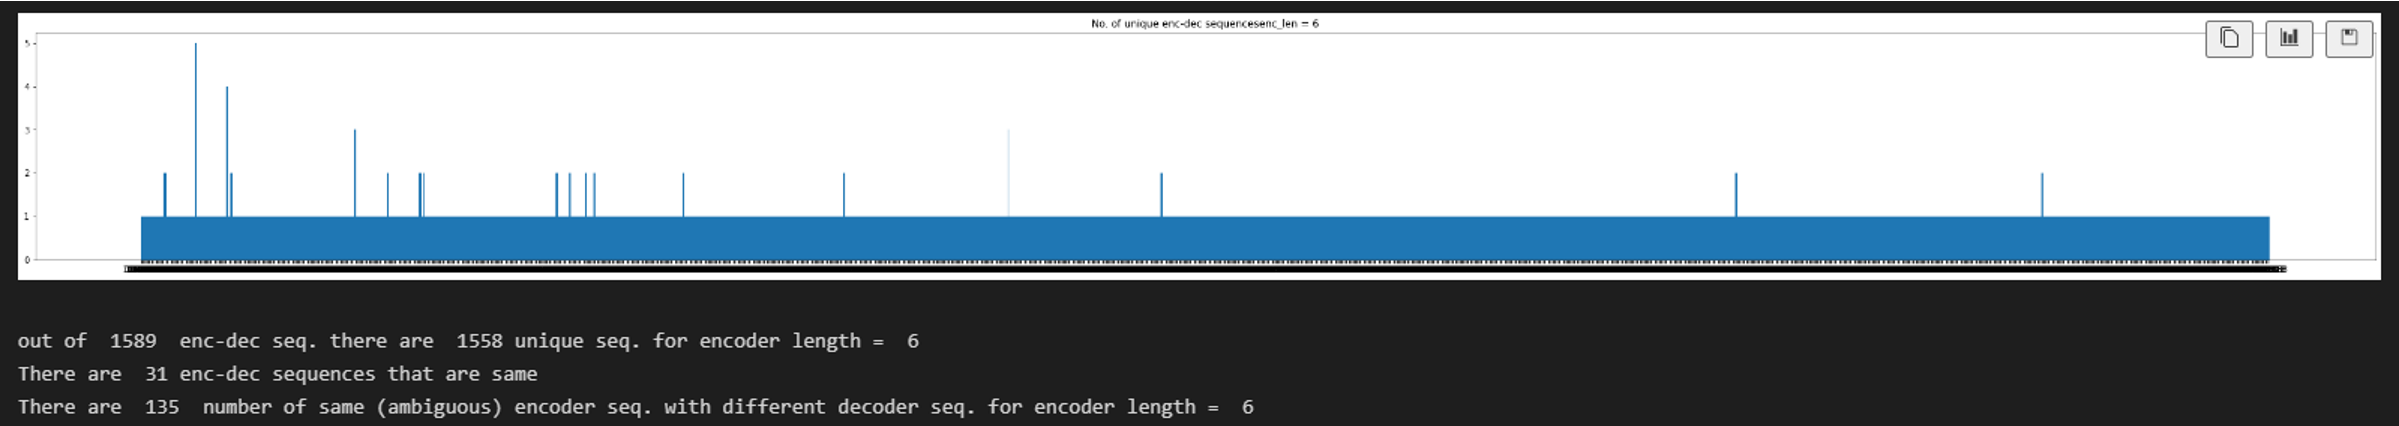 No. of unique enc-dec sequencesenc_len = 6
5
4
3
2
1
0
out of  1589  enc-dec seq. there are  1558 unique seq. for encoder length =  6
There are  31 enc-dec sequences that are same
There are  135  number of same (ambiguous) encoder seq. with different decoder seq. for encoder length =  6